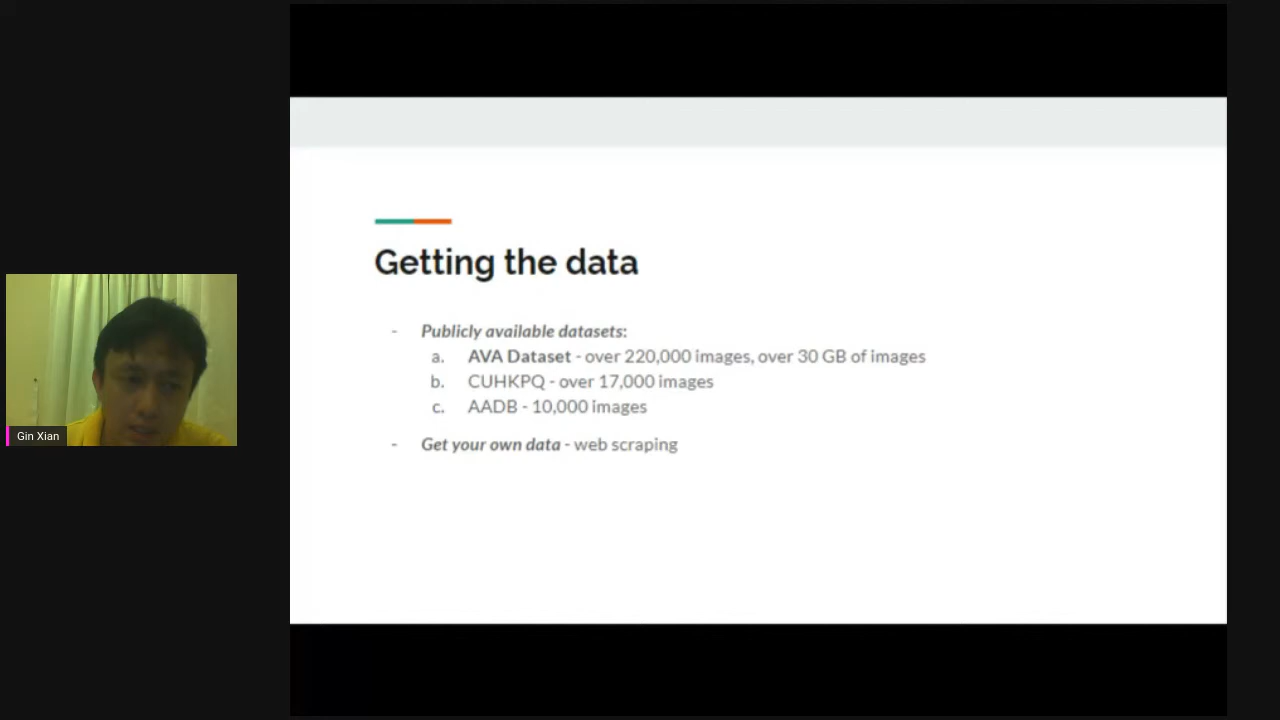 Getting the data
- Publicly available datasets:
a. AVA Dataset - over 220,000 images, over 30 GB of images
b. CUHKPQ - over 17,000 images
c. AADB - 10,000 images
- Get your own data - web scraping
Gin Xian